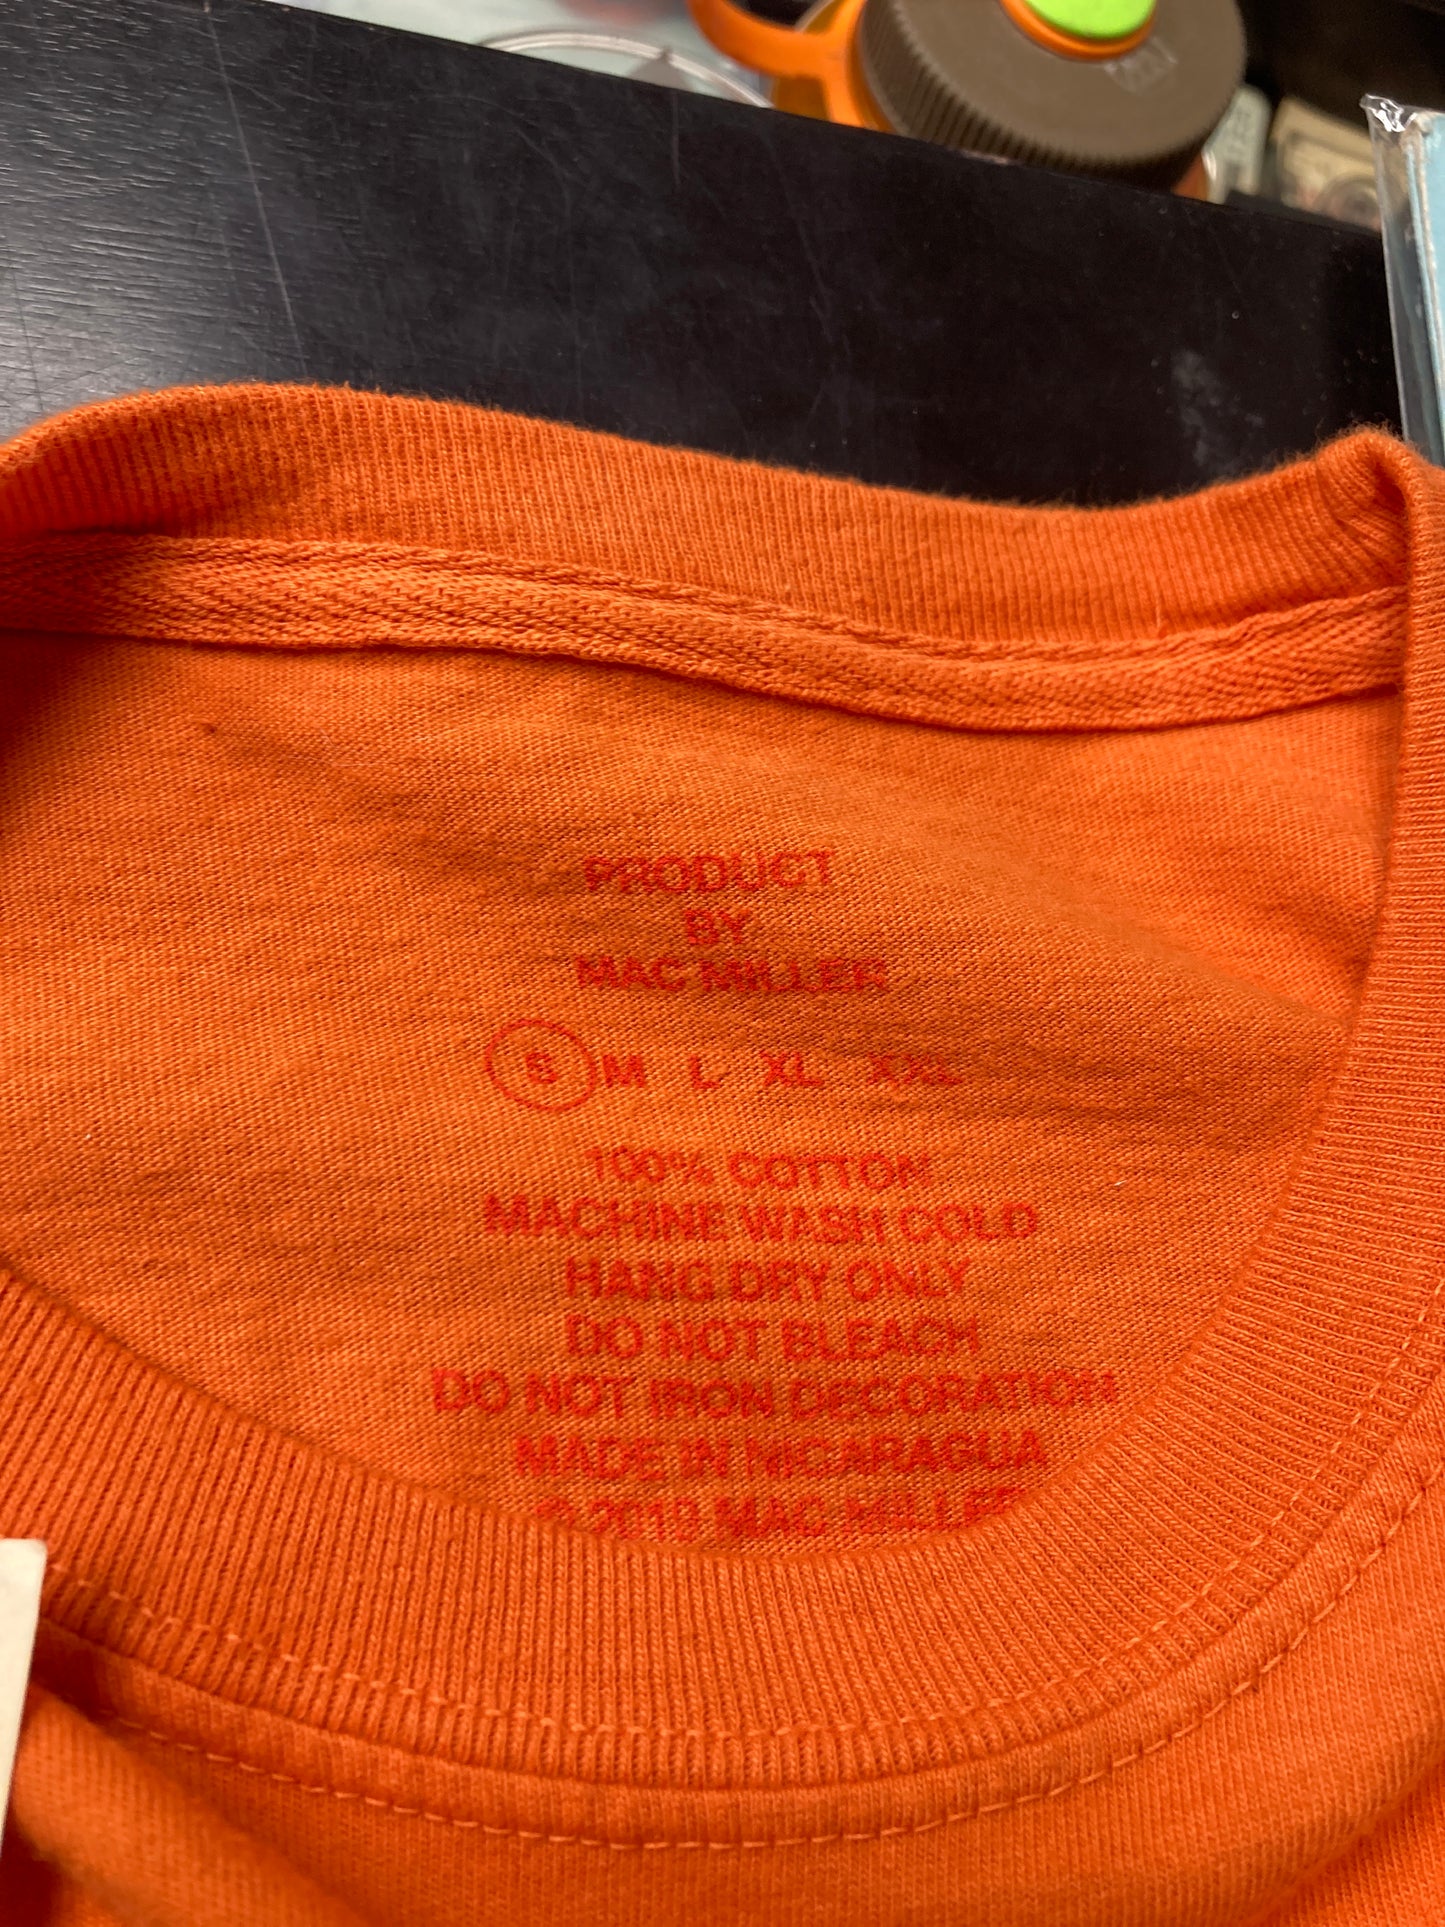 PRODUCT
BY
MAC MILLER
S M L XL XXL
100% COTTON
MACHINE WASH COLD
HANG DRY ONLY
DO NOT BLEACH
DO NOT IRON DECORATION
MADE IN NICARAGUA
© 2019 MAC MILLER